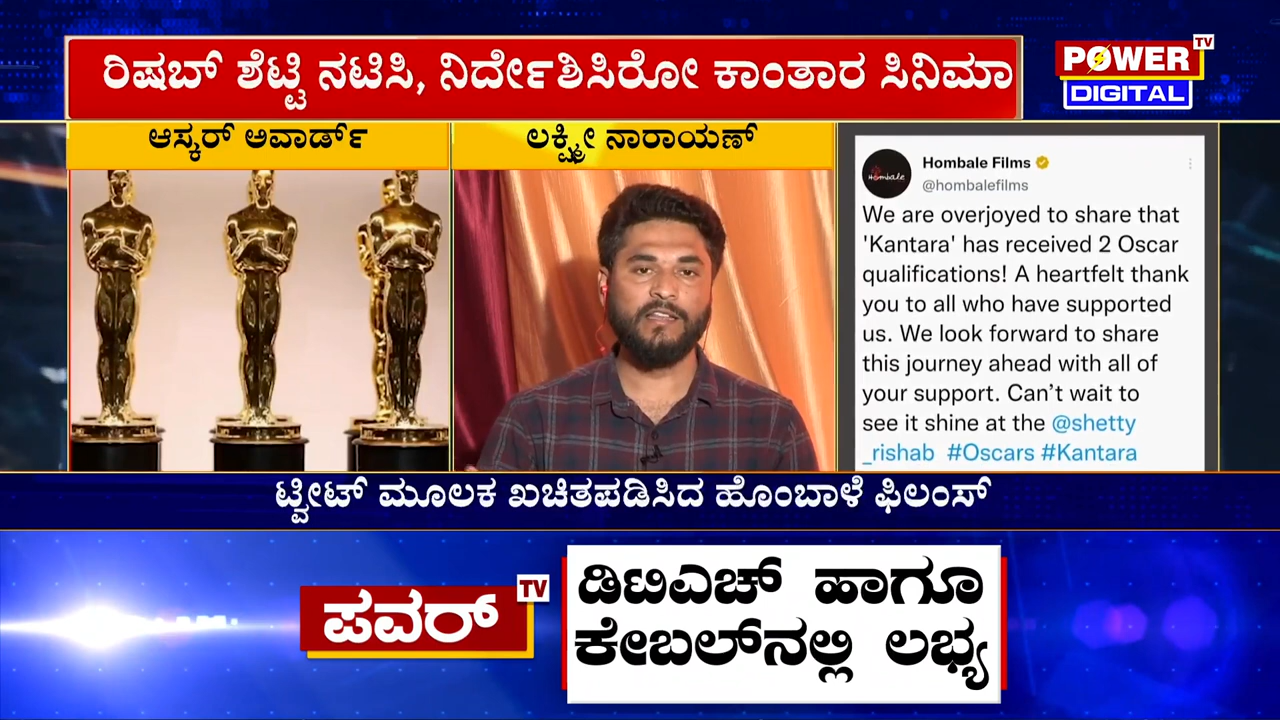 ರಿಷಬ್ ಶೆಟ್ಟಿ ನಟಿಸಿ, ನಿರ್ದೇಶಿಸಿರೋ ಕಾಂತಾರ ಸಿನಿಮಾ
POWER TV
DIGITAL
ಆಸ್ಕರ್ ಅವಾರ್ಡ್
ಲಕ್ಷ್ಮೀ ನಾರಾಯಣ್
Hombale
Hombale Films
@hombalefilms
We are overjoyed to share that
'Kantara' has received 2 Oscar
qualifications! A heartfelt thank
you to all who have supported
us. We look forward to share
this journey ahead with all of
your support. Can’t wait to
see it shine at the @shetty
_rishab #Oscars #Kantara
ಟ್ವೀಟ್ ಮೂಲಕ ಖಚಿತಪಡಿಸಿದ ಹೊಂಬಾಳೆ ಫಿಲಂಸ್
ಪವರ್ TV
ಡಿಟಿಎಚ್ ಹಾಗೂ
ಕೇಬಲ್‌ನಲ್ಲಿ ಲಭ್ಯ